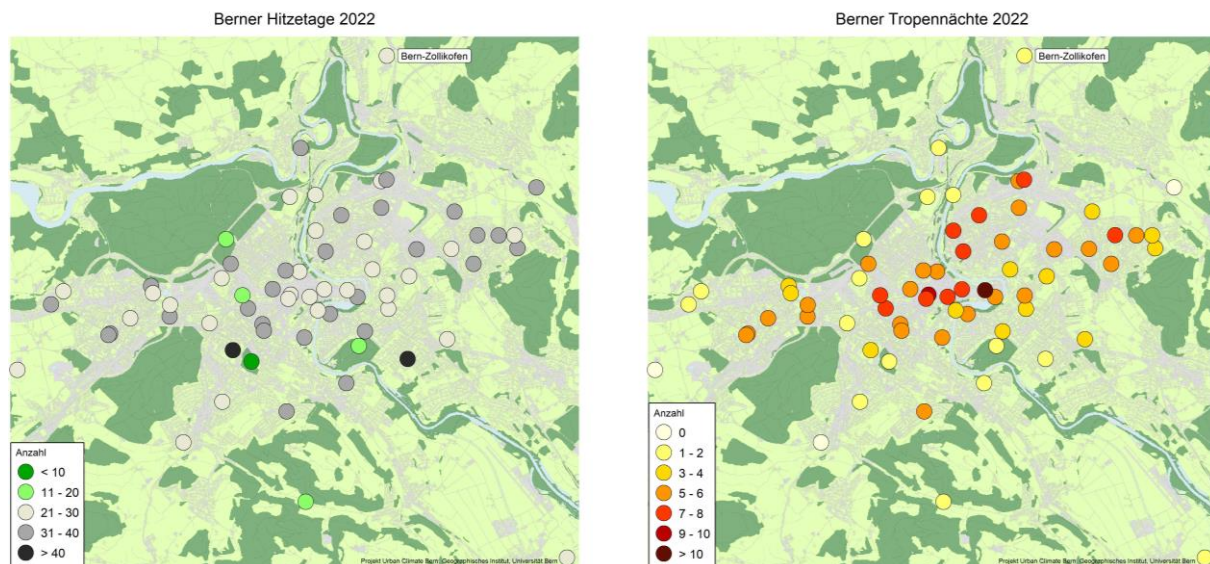 Berner Hitzetage 2022
Bern-Zollikofen
Anzahl
< 10
11 - 20
21 - 30
31 - 40
> 40
Projekt Urban Climate Bern, Geographisches Institut, Universität Bern
Berner Tropennächte 2022
Bern-Zollikofen
Anzahl
0
1 - 2
3 - 4
5 - 6
7 - 8
9 - 10
> 10
Projekt Urban Climate Bern, Geographisches Institut, Universität Bern